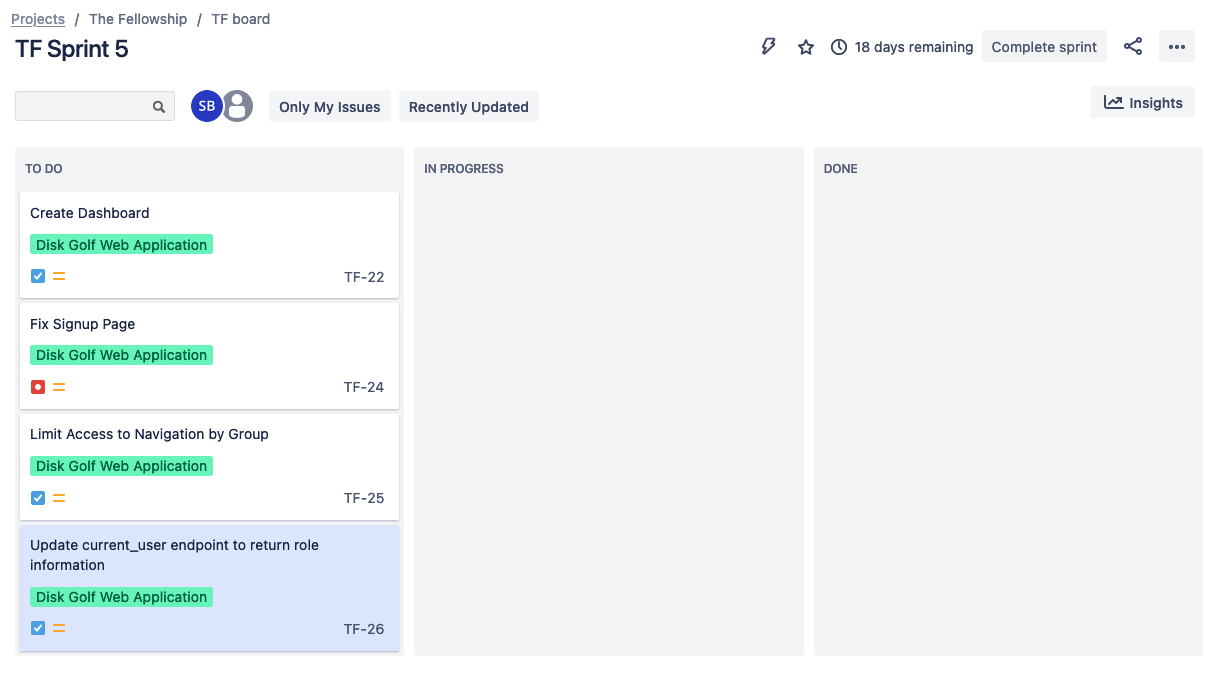 Projects / The Fellowship / TF board
TF Sprint 5
18 days remaining
Complete sprint
SB
Only My Issues
Recently Updated
Insights
TO DO
Create Dashboard
Disk Golf Web Application
TF-22
Fix Signup Page
Disk Golf Web Application
TF-24
Limit Access to Navigation by Group
Disk Golf Web Application
TF-25
Update current_user endpoint to return role
information
Disk Golf Web Application
TF-26
IN PROGRESS
DONE